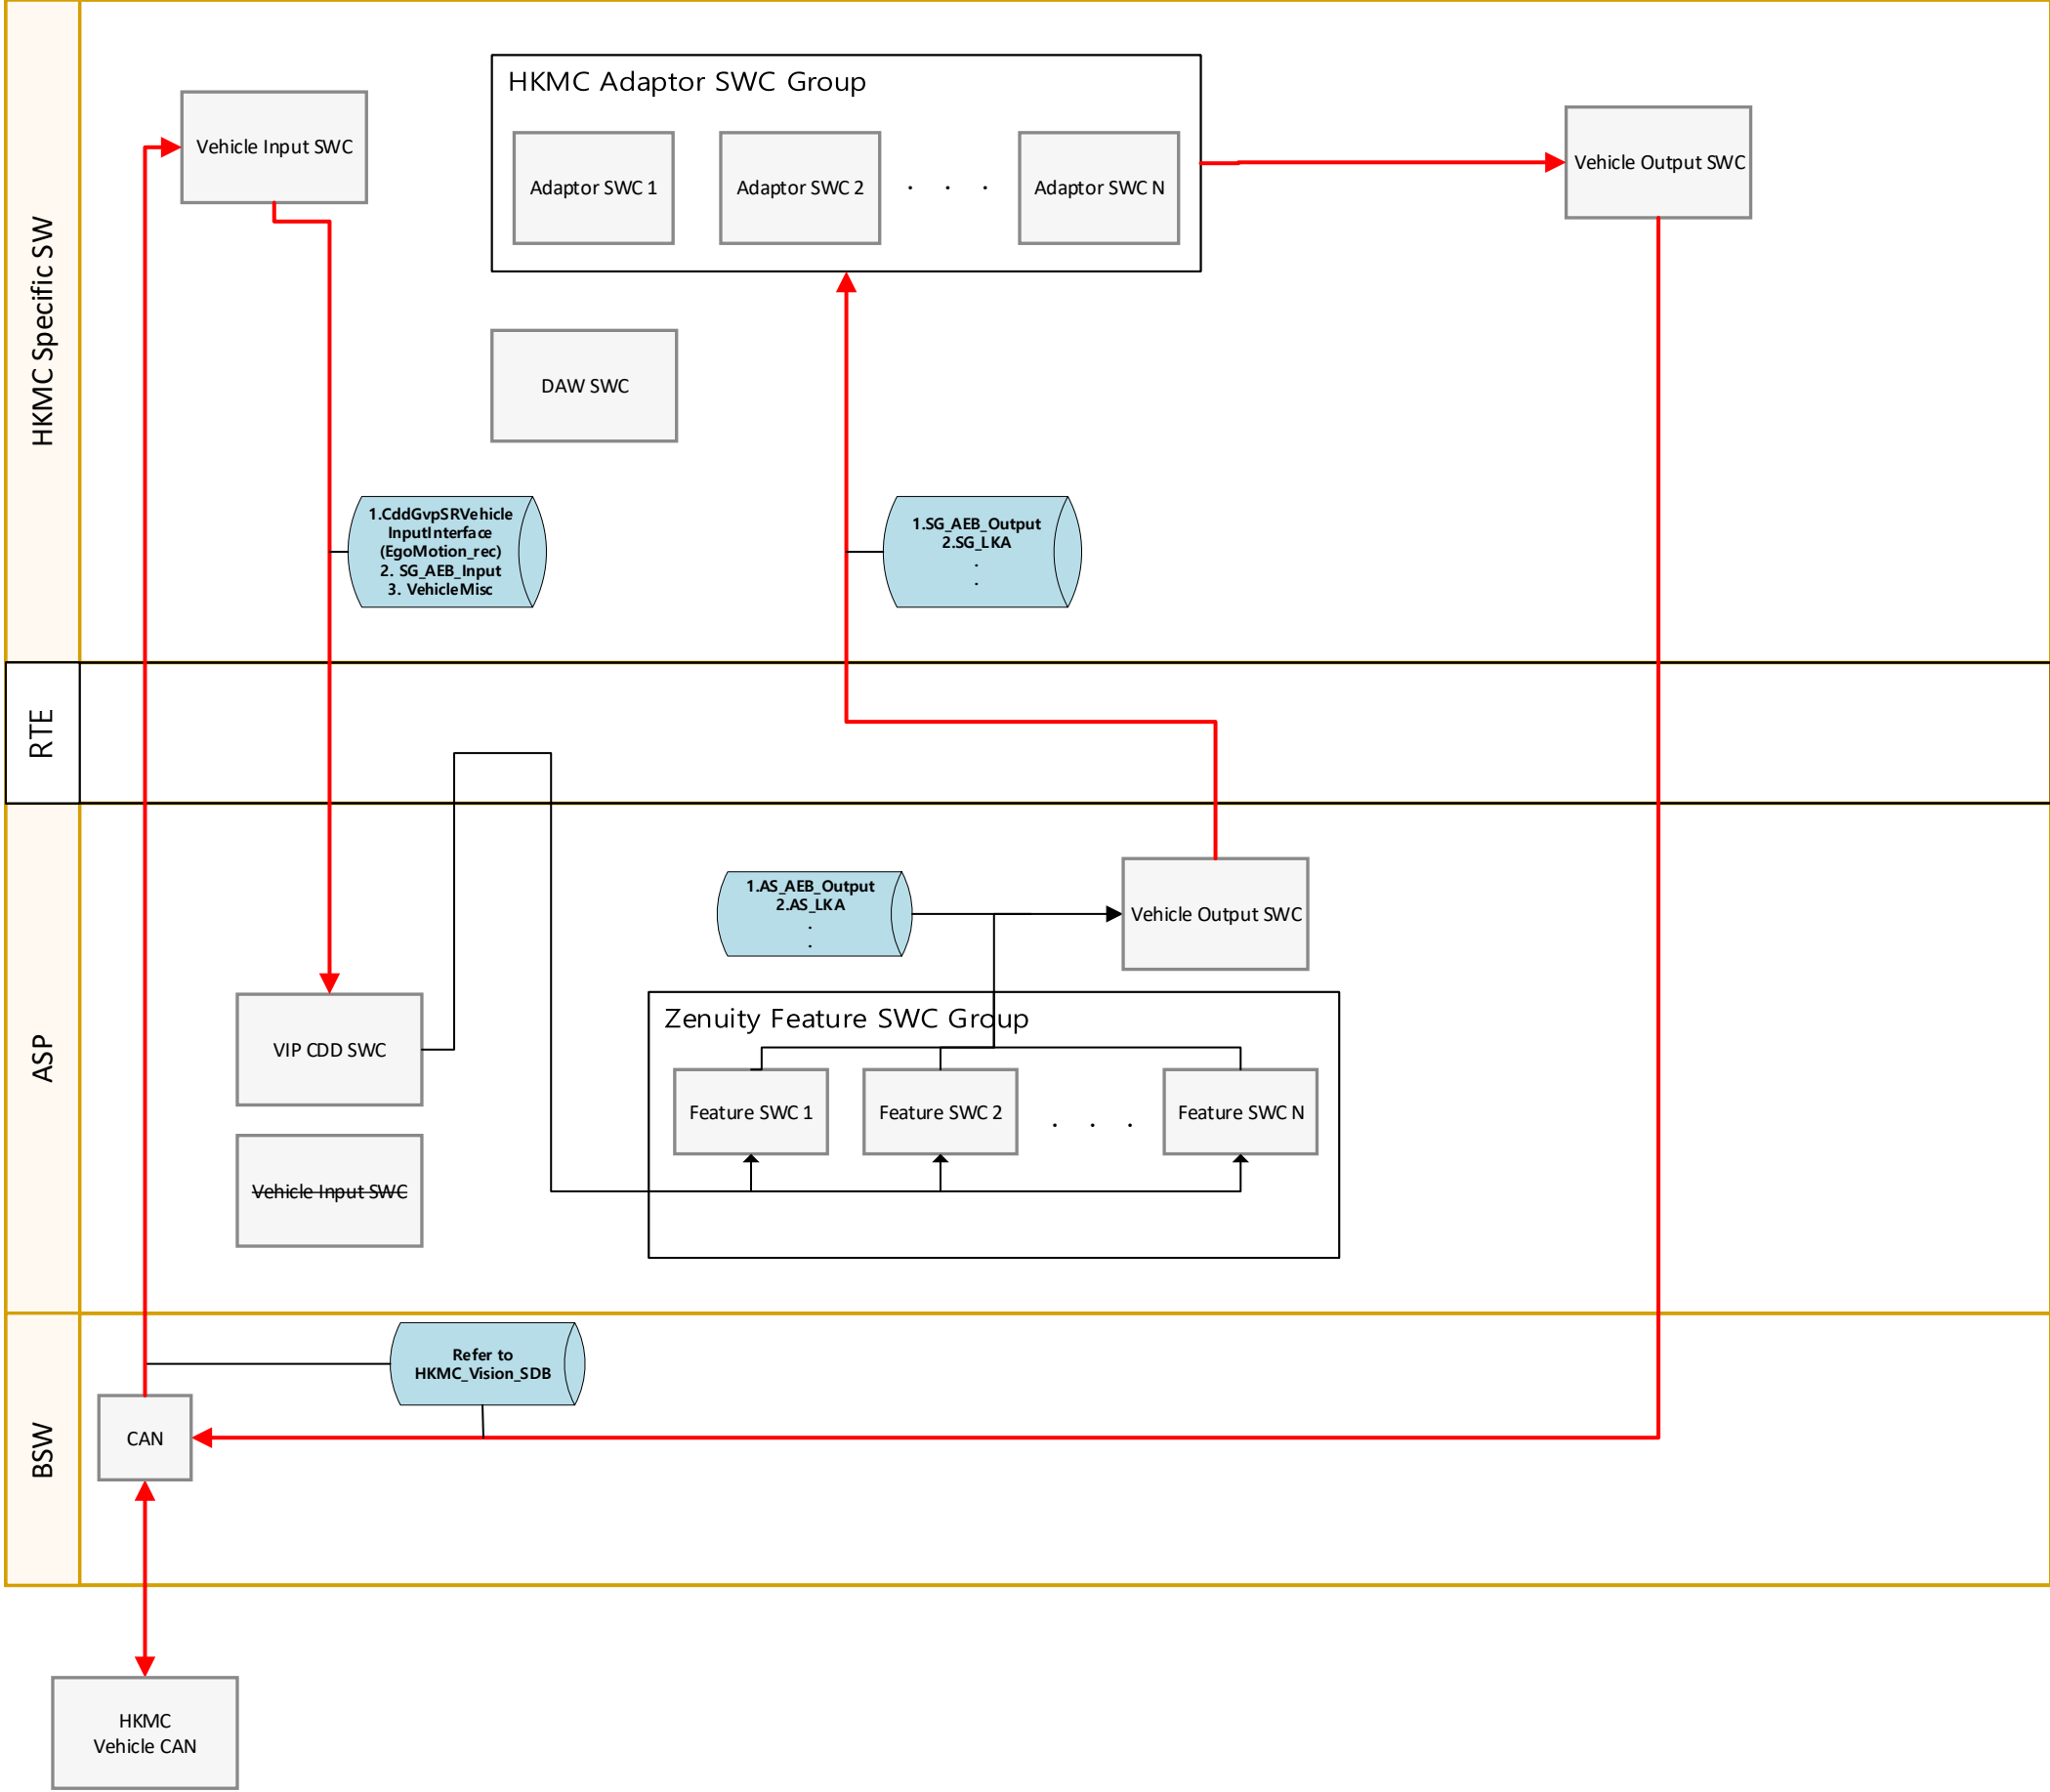 HKMC Specific SW
HKMC Adaptor SWC Group
Vehicle Input SWC
Adaptor SWC 1
Adaptor SWC 2
. . .
Adaptor SWC N
Vehicle Output SWC
DAW SWC
1.CddGvpSRVehicle
InputInterface
(EgoMotion_rec)
2. SG_AEB_Input
3. VehicleMisc
1.SG_AEB_Output
2.SG_LKA
.
.
RTE
ASP
1.AS_AEB_Output
2.AS_LKA
.
.
Vehicle Output SWC
VIP CDD SWC
Zenuity Feature SWC Group
Feature SWC 1
Feature SWC 2
. . .
Feature SWC N
Vehicle Input SWC
BSW
Refer to
HKMC_Vision_SDB
CAN
HKMC
Vehicle CAN